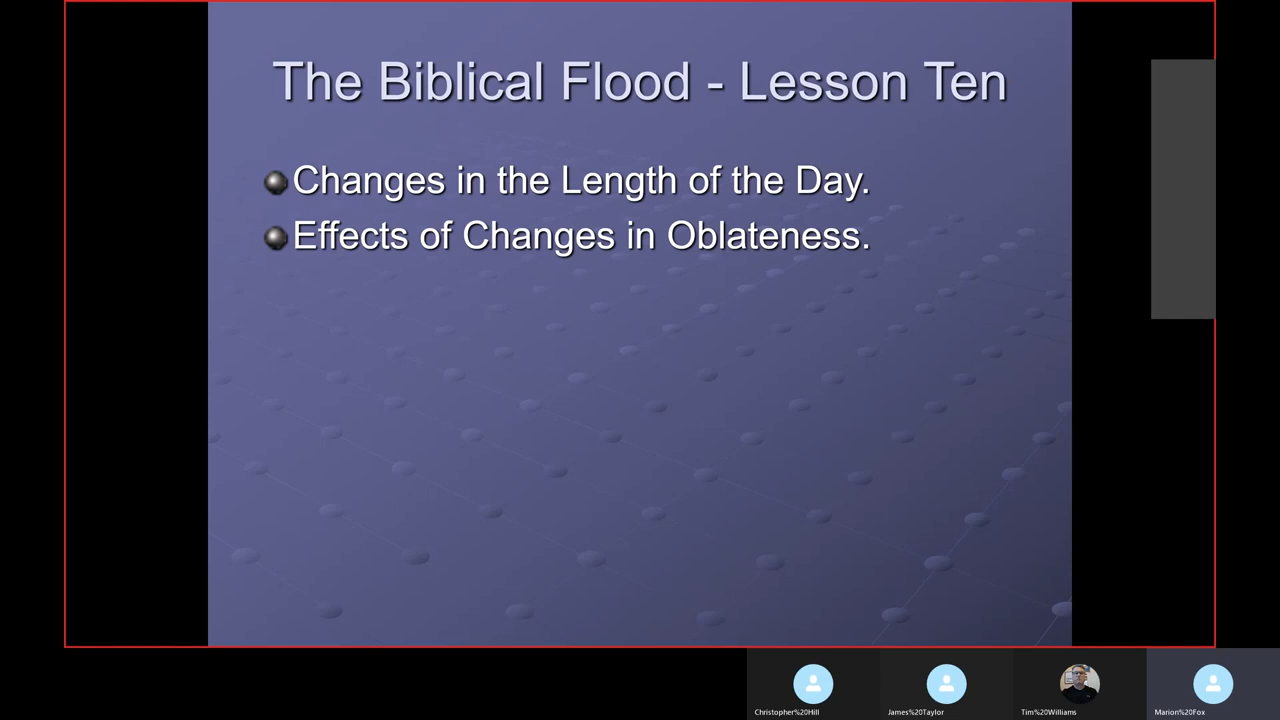 The Biblical Flood - Lesson Ten
Changes in the Length of the Day.
Effects of Changes in Oblateness.
Christopher%20Hill
James%20Taylor
Tim%20Williams
Marion%20Fox